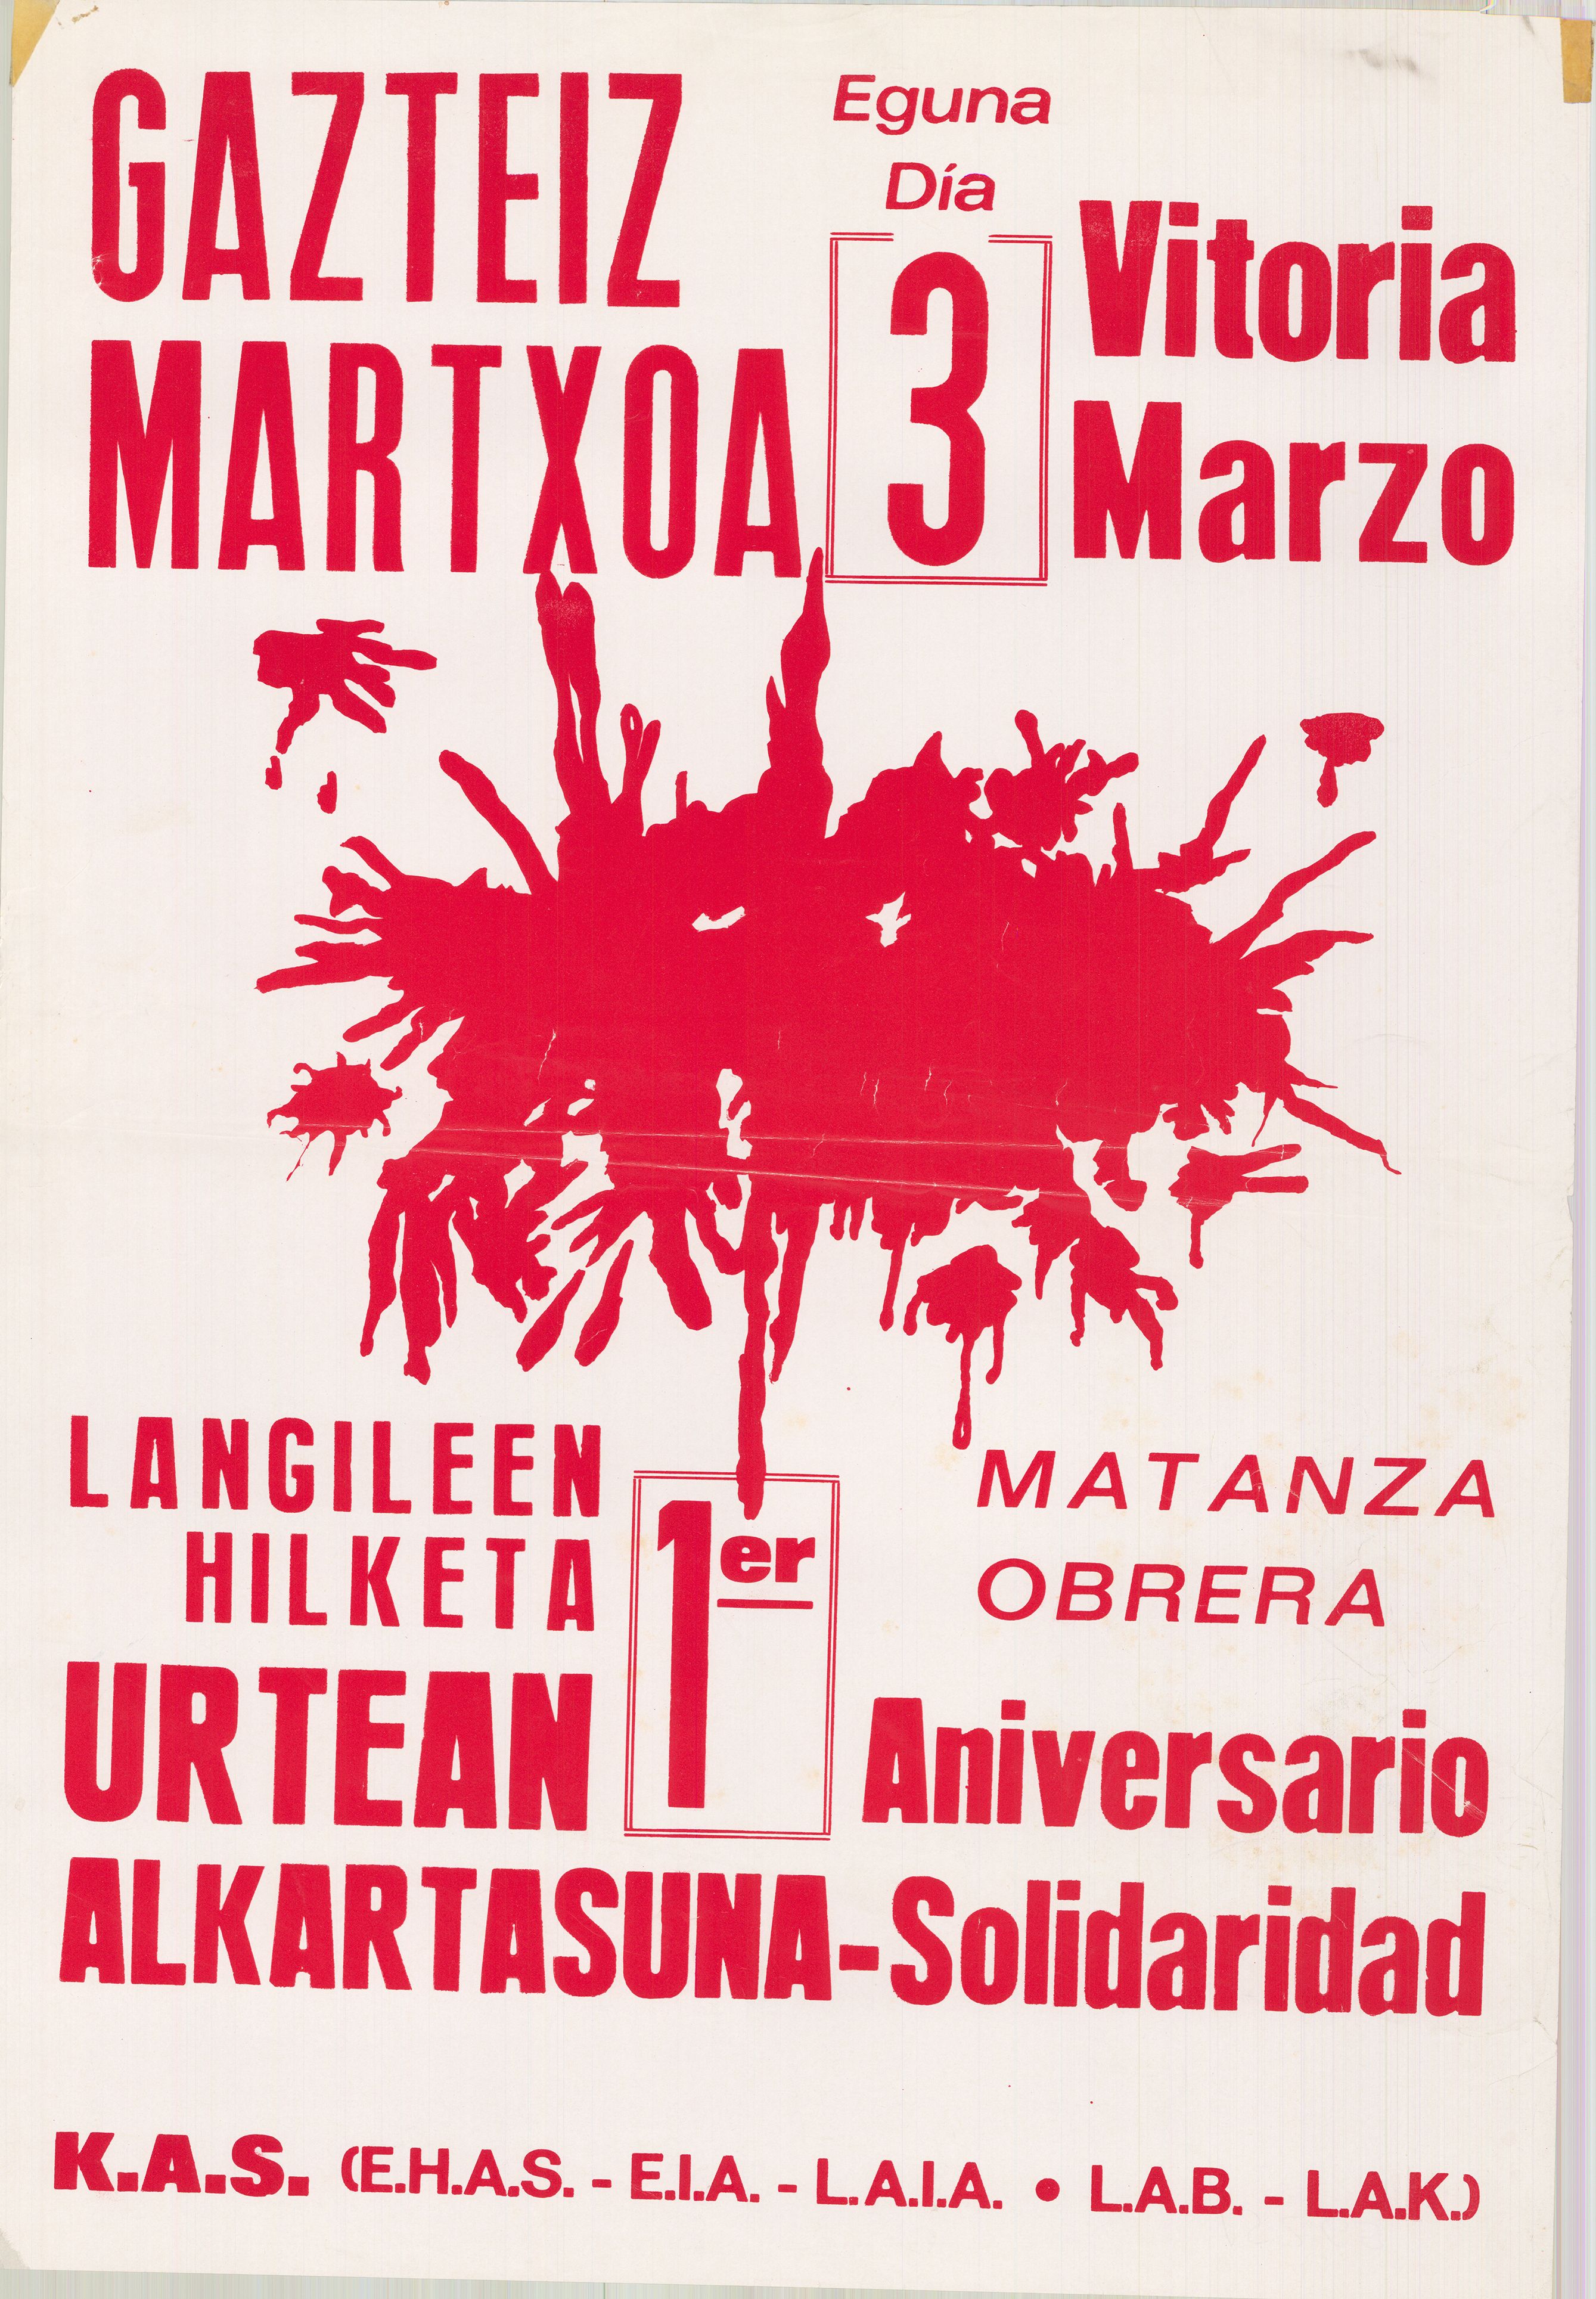 GAZTEIZ
MARTXOA
Eguna
Día
3
Vitoria
Marzo
LANGILEEN
HILKETA
URTEAN
1er
MATANZA
OBRERA
Aniversario
ALKARTASUNA-Solidaridad
K.A.S. (E.H.A.S. - E.I.A. - L.A.I.A. • L.A.B. - L.A.K.)